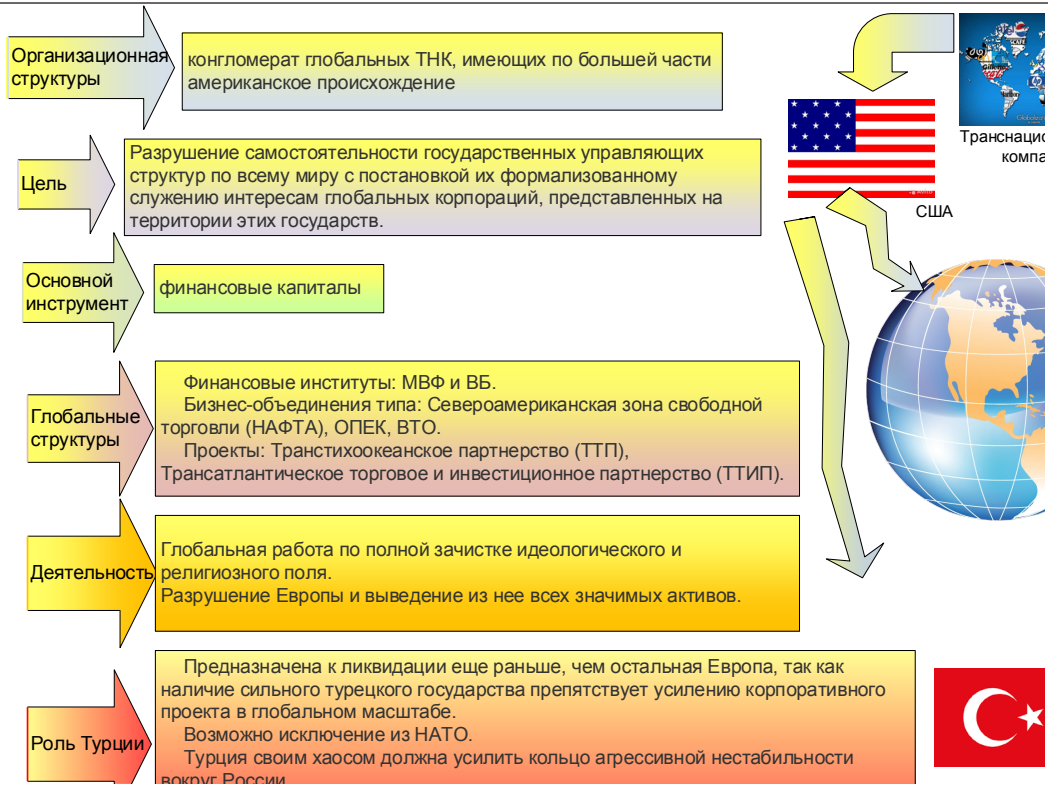 Организационная
структуры
конгломерат глобальных ТНК, имеющих по большей части
американское происхождение
Цель
Разрушение самостоятельности государственных управляющих
структур по всему миру с постановкой их формализованному
служению интересам глобальных корпораций, представленных на
территории этих государств.
Основной
инструмент
финансовые капиталы
Глобальные
структуры
Финансовые институты: МВФ и ВБ.
Бизнес-объединения типа: Североамериканская зона свободной
торговли (НАФТА), ОПЕК, ВТО.
Проекты: Транстихоокеанское партнерство (ТТП),
Трансатлантическое торговое и инвестиционное партнерство (ТТИП).
Деятельность
Глобальная работа по полной зачистке идеологического и
религиозного поля.
Разрушение Европы и выведение из нее всех значимых активов.
Роль Турции
Предназначена к ликвидации еще раньше, чем остальная Европа, так как
наличие сильного турецкого государства препятствует усилению корпоративного
проекта в глобальном масштабе.
Возможно исключение из НАТО.
Турция своим хаосом должна усилить кольцо агрессивной нестабильности
вокруг России
Транснацио
компа
США